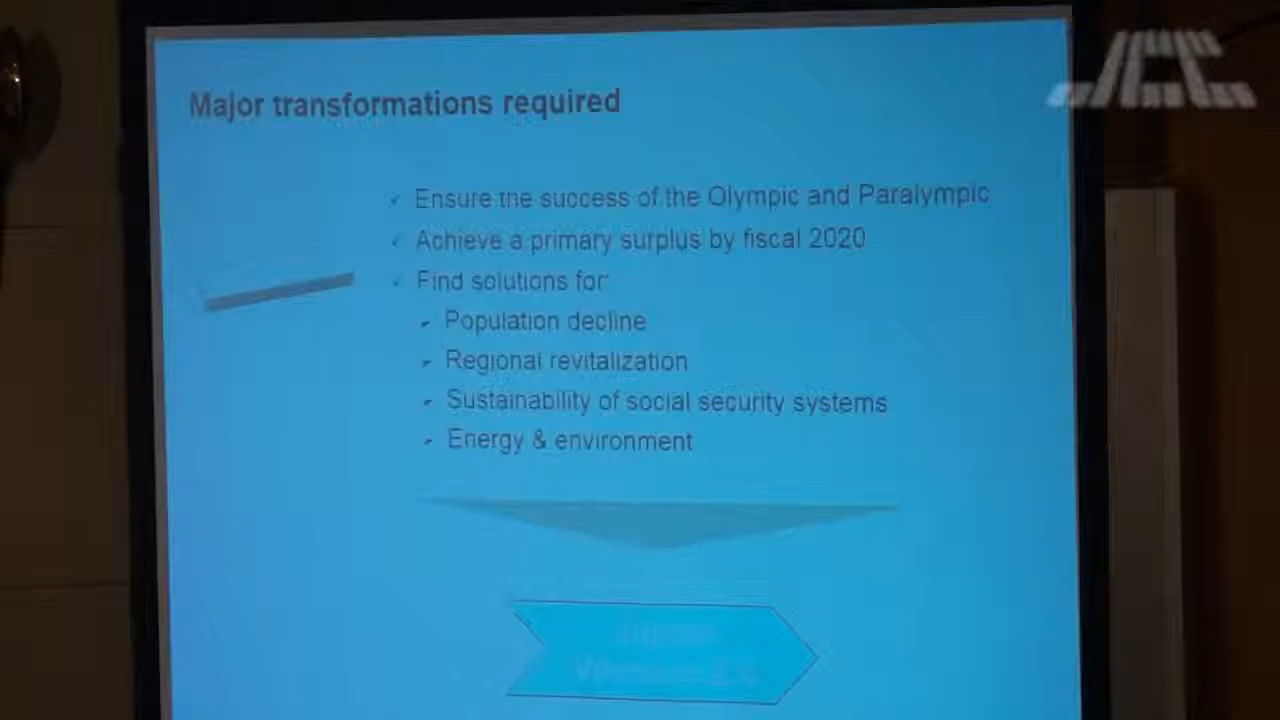 JCC
Major transformations required
Ensure the success of the Olympic and Paralympic
Achieve a primary surplus by fiscal 2020
Find solutions for:
Population decline
Regional revitalization
Sustainability of social security systems
Energy & environment